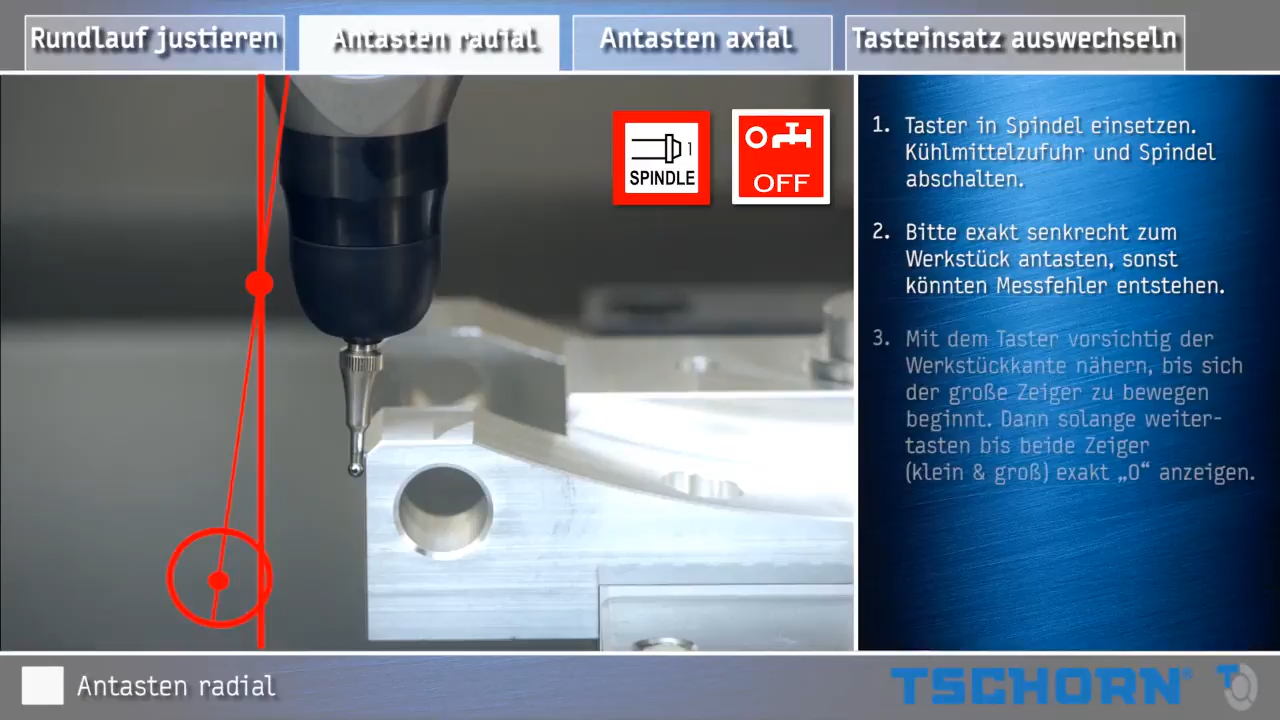 Rundlauf justieren
Antasten radial
Antasten axial
Tasteinsatz auswechseln
1
SPINDLE
OFF
1. Taster in Spindel einsetzen.
Kühlmittelzufuhr und Spindel
abschalten.
2. Bitte exakt senkrecht zum
Werkstück antasten, sonst
könnten Messfehler entstehen.
3. Mit dem Taster vorsichtig der
Werkstückkante nähern, bis sich
der große Zeiger zu bewegen
beginnt. Dann solange weiter-
tasten bis beide Zeiger
(klein & groß) exakt „0“ anzeigen.
Antasten radial
TSCHORN®